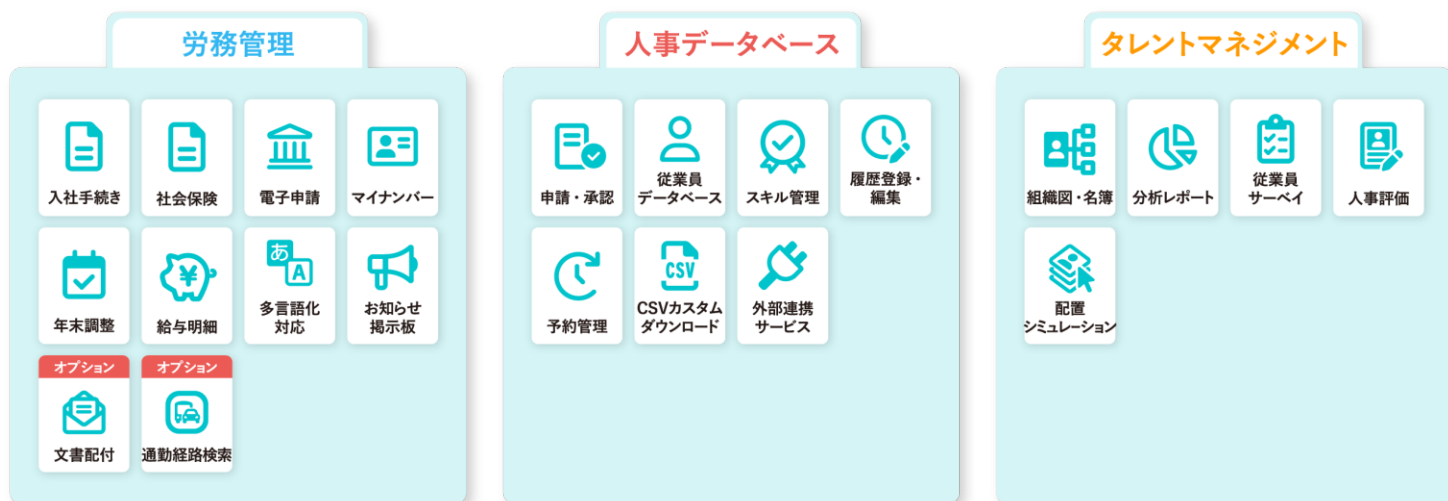 労務管理
入社手続き
社会保険
電子申請
マイナンバー
年末調整
¥
給与明細
あ
A
多言語化
対応
お知らせ
掲示板
オプション
文書配付
オプション
通勤経路検索
人事データベース
申請・承認
従業員
データベース
スキル管理
履歴登録・
編集
予約管理
CSV
CSVカスタム
ダウンロード
外部連携
サービス
タレントマネジメント
組織図・名簿
分析レポート
従業員
サーベイ
人事評価
配置
シミュレーション